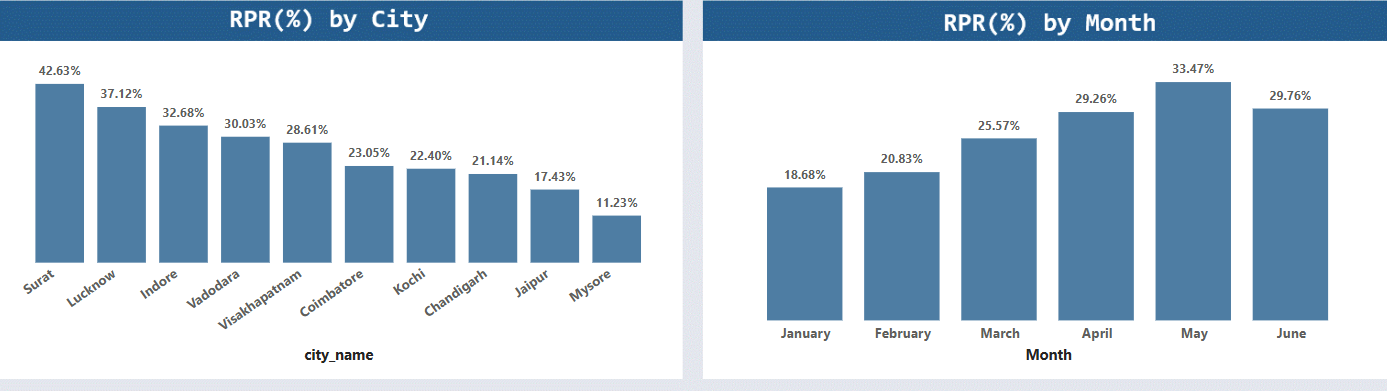 RPR(%) by City
42.63%
37.12%
32.68%
30.03%
28.61%
23.05%
22.40%
21.14%
17.43%
11.23%
Surat
Lucknow
Indore
Vadodara
Visakhapatnam
Coimbatore
Kochi
Chandigarh
Jaipur
Mysore
city_name
RPR(%) by Month
18.68%
20.83%
25.57%
29.26%
33.47%
29.76%
January
February
March
April
May
June
Month